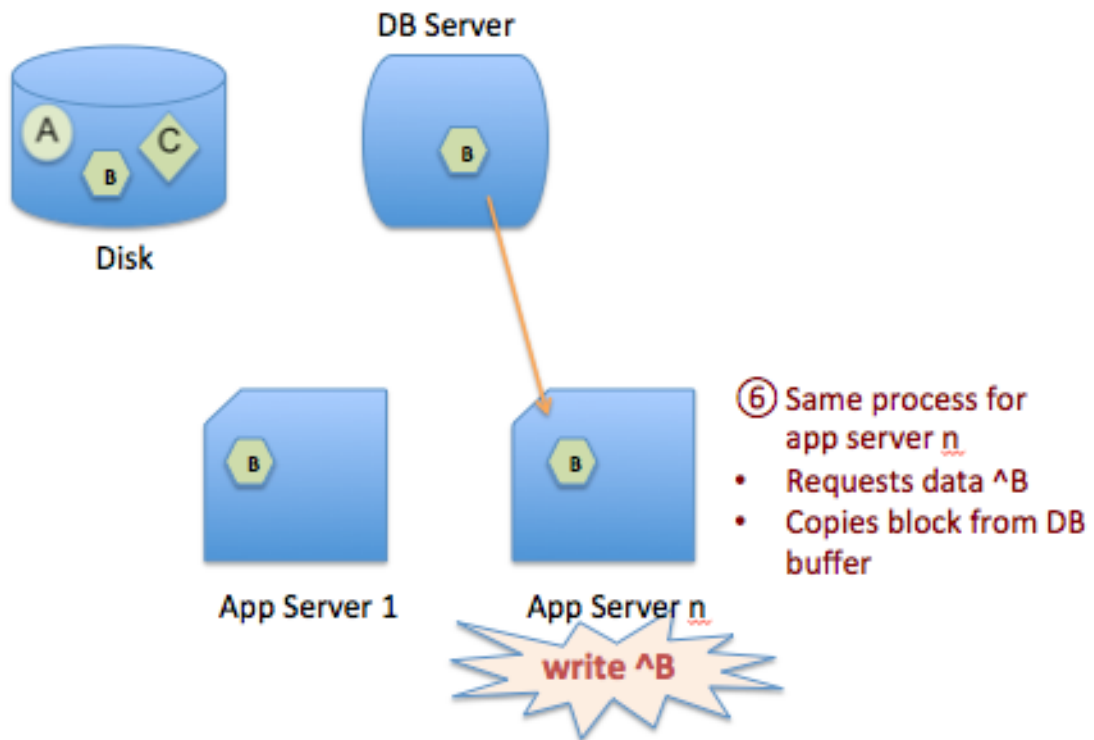 DB Server
A
C
B
B
Disk
B
B
⑥ Same process for
app server n
• Requests data ^B
• Copies block from DB
buffer
App Server 1
App Server n
write ^B